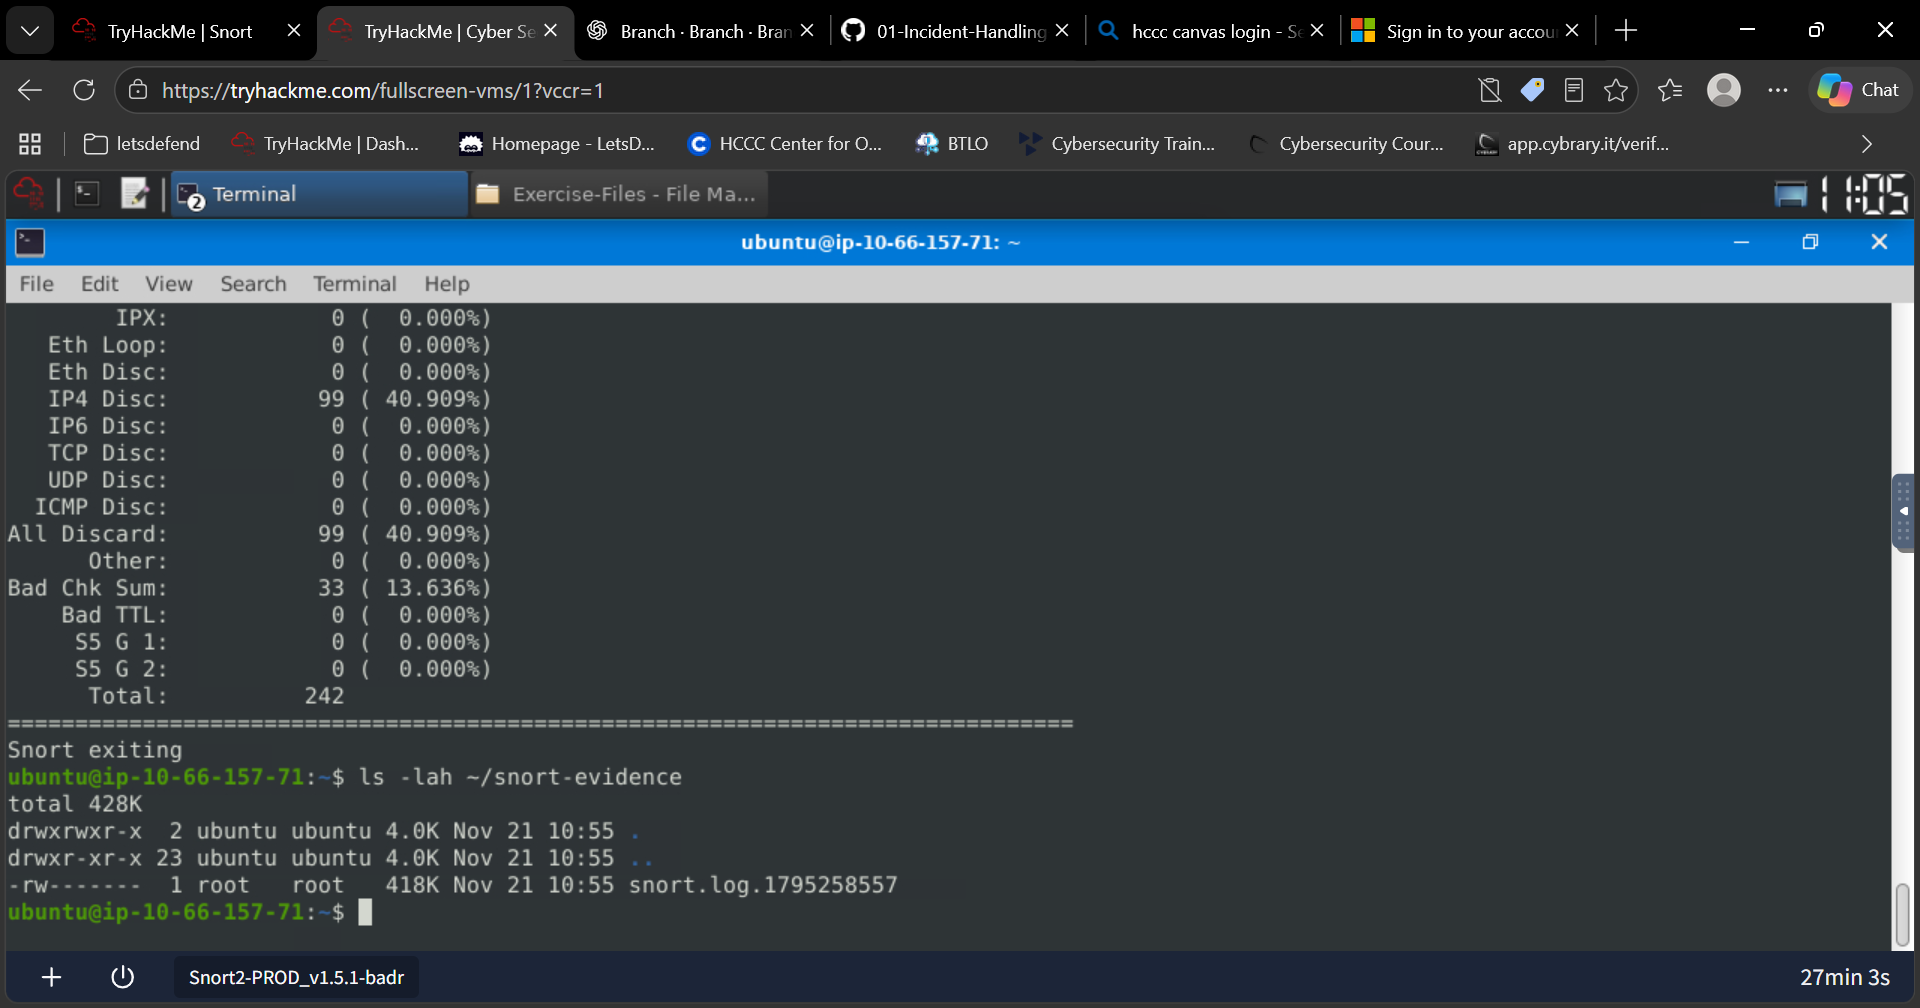 TryHackMe | Snort
TryHackMe | Cyber Se
Branch · Branch · Bran
01-Incident-Handling
hccc canvas login - Se
Sign in to your accou
https://tryhackme.com/fullscreen-vms/1?vccr=1
Chat
letsdefend
TryHackMe | Dash...
Homepage - LetsD...
HCCC Center for O...
BTLO
Cybersecurity Train...
Cybersecurity Cour...
app.cybrary.it/verif...
2 Terminal
Exercise-Files - File Ma...
11:05
ubuntu@ip-10-66-157-71: ~
File Edit View Search Terminal Help
IPX: 0 ( 0.000%)
Eth Loop: 0 ( 0.000%)
Eth Disc: 0 ( 0.000%)
IP4 Disc: 99 ( 40.909%)
IP6 Disc: 0 ( 0.000%)
TCP Disc: 0 ( 0.000%)
UDP Disc: 0 ( 0.000%)
ICMP Disc: 0 ( 0.000%)
All Discard: 99 ( 40.909%)
Other: 0 ( 0.000%)
Bad Chk Sum: 33 ( 13.636%)
Bad TTL: 0 ( 0.000%)
S5 G 1: 0 ( 0.000%)
S5 G 2: 0 ( 0.000%)
Total: 242
===============================================================================
Snort exiting
ubuntu@ip-10-66-157-71:~$ ls -lah ~/snort-evidence
total 428K
drwxrwxr-x 2 ubuntu ubuntu 4.0K Nov 21 10:55 .
drwxr-xr-x 23 ubuntu ubuntu 4.0K Nov 21 10:55 ..
-rw------- 1 root root 418K Nov 21 10:55 snort.log.1795258557
ubuntu@ip-10-66-157-71:~$
Snort2-PROD_v1.5.1-badr
27min 3s